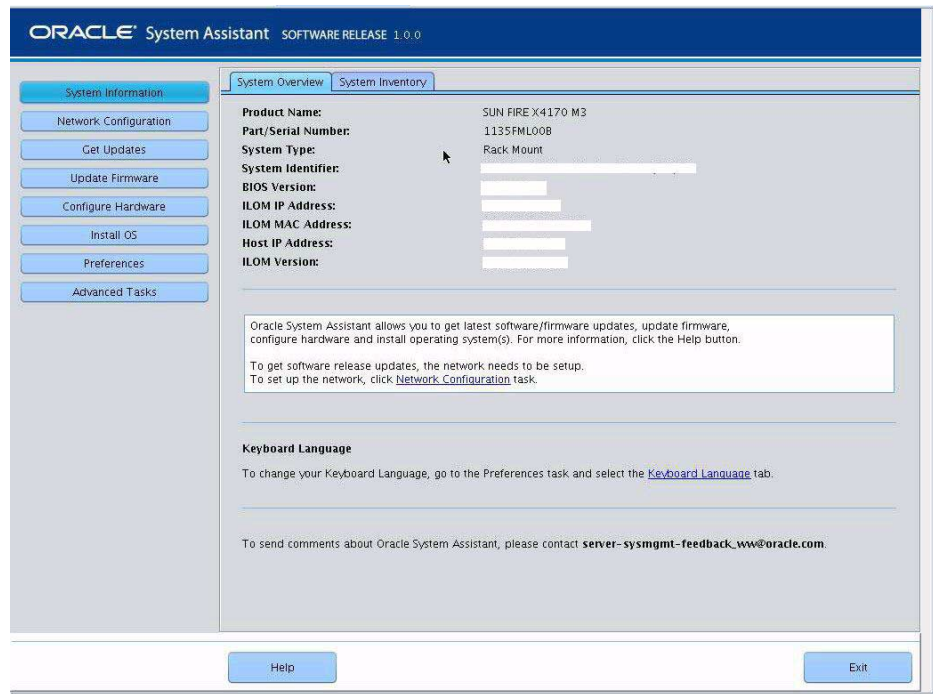 ORACLE® System Assistant SOFTWARE RELEASE 1.0.0
System Information
Network Configuration
Get Updates
Update Firmware
Configure Hardware
Install OS
Preferences
Advanced Tasks
System Overview System Inventory
Product Name: SUN FIRE X4170 M3
Part/Serial Number: 1135FML00B
System Type: Rack Mount
System Identifier:
BIOS Version:
ILOM IP Address:
ILOM MAC Address:
Host IP Address:
ILOM Version:
Oracle System Assistant allows you to get latest software/firmware updates, update firmware,
configure hardware and install operating system(s). For more information, click the Help button.
To get software release updates, the network needs to be setup.
To set up the network, click Network Configuration task.
Keyboard Language
To change your Keyboard Language, go to the Preferences task and select the Keyboard Language tab.
To send comments about Oracle System Assistant, please contact server-sysmgmt-feedback_ww@oracle.com.
Help
Exit